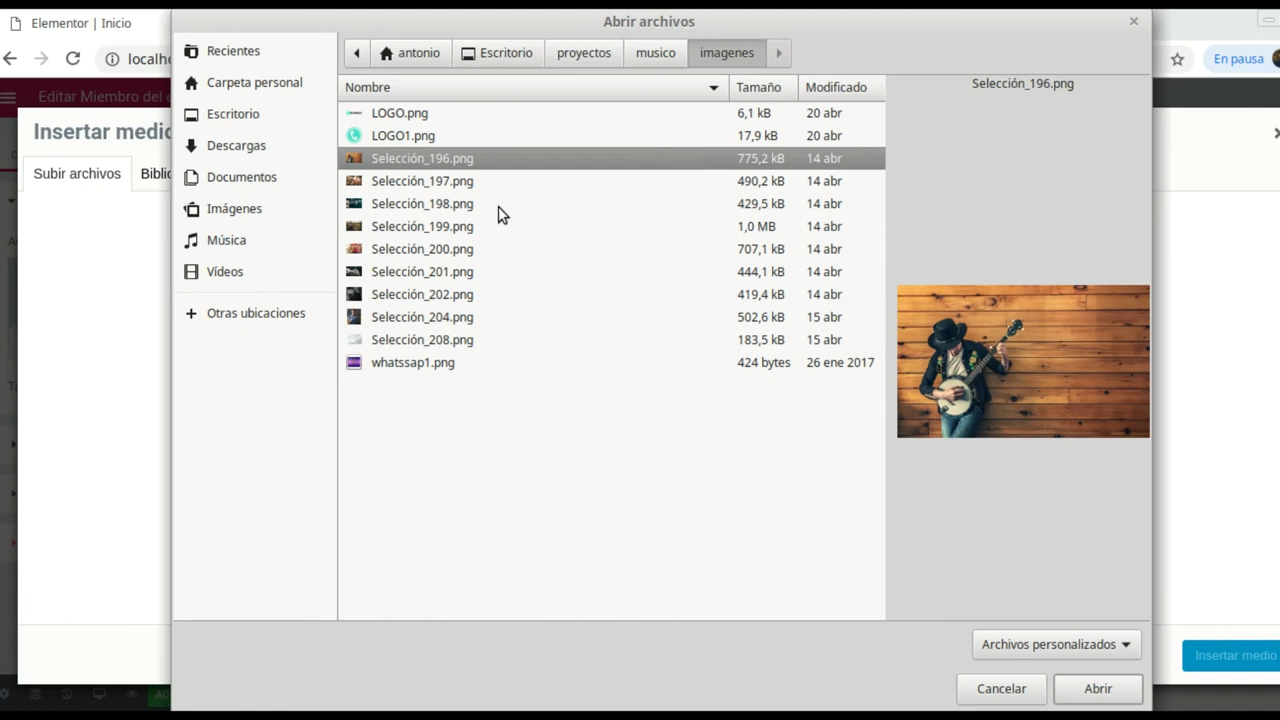 Elementor | Inicio
Abrir archivos
localh
En pausa
Editar Miembro del e
Insertar medio
Subir archivos
Biblio
Recientes
Carpeta personal
Escritorio
Descargas
Documentos
Imágenes
Música
Vídeos
Otras ubicaciones
antonio
Escritorio
proyectos
musico
imagenes
Nombre Tamaño Modificado
LOGO.png 6,1 kB 20 abr
LOGO1.png 17,9 kB 20 abr
Selección_196.png 775,2 kB 14 abr
Selección_197.png 490,2 kB 14 abr
Selección_198.png 429,5 kB 14 abr
Selección_199.png 1,0 MB 14 abr
Selección_200.png 707,1 kB 14 abr
Selección_201.png 444,1 kB 14 abr
Selección_202.png 419,4 kB 14 abr
Selección_204.png 502,6 kB 15 abr
Selección_208.png 183,5 kB 15 abr
whatssap1.png 424 bytes 26 ene 2017
Selección_196.png
Archivos personalizados
Cancelar
Abrir
Insertar medio